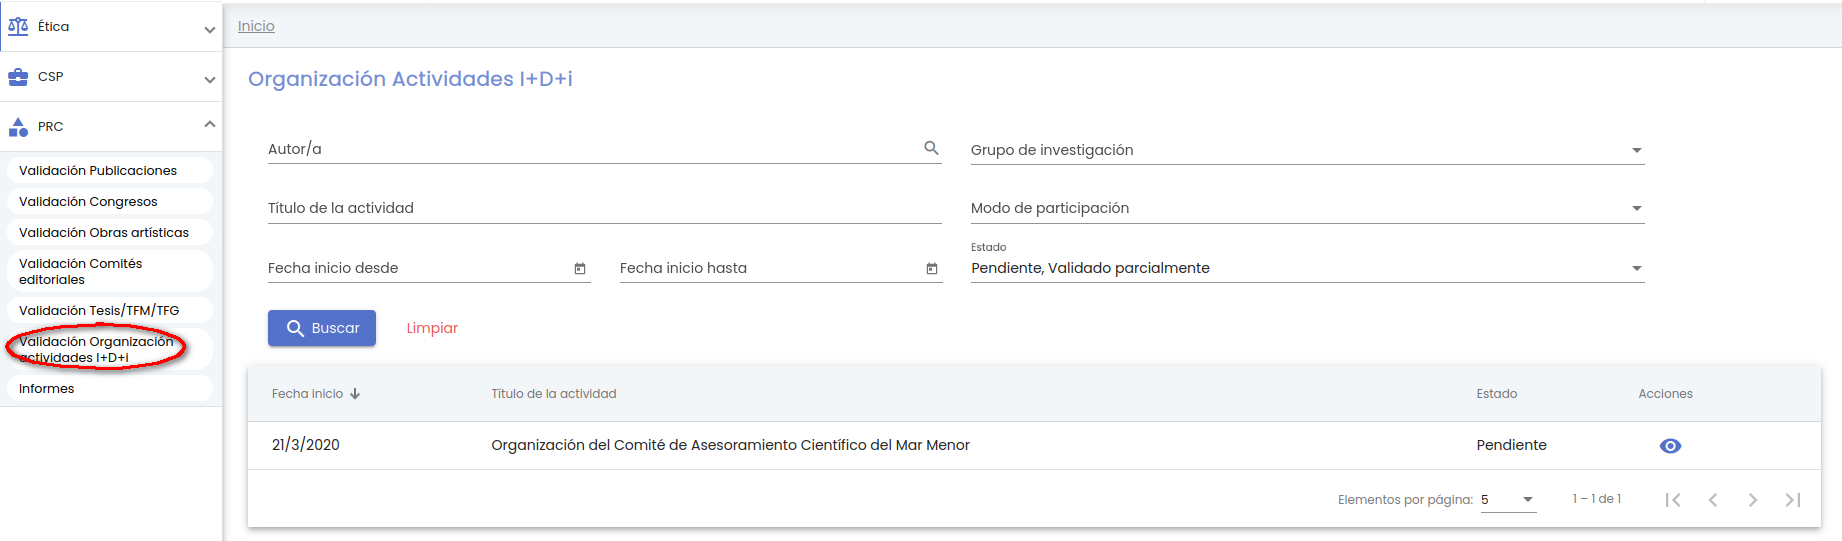 Ética
CSP
PRC
Validación Publicaciones
Validación Congresos
Validación Obras artísticas
Validación Comités
editoriales
Validación Tesis/TFM/TFG
Validación Organización
actividades I+D+i
Informes
Inicio
Organización Actividades I+D+i
Autor/a
Grupo de investigación
Título de la actividad
Modo de participación
Fecha inicio desde
Fecha inicio hasta
Estado
Pendiente, Validado parcialmente
Buscar
Limpiar
Fecha inicio Título de la actividad Estado Acciones
21/3/2020 Organización del Comité de Asesoramiento Científico del Mar Menor Pendiente
Elementos por página: 5 1 – 1 de 1